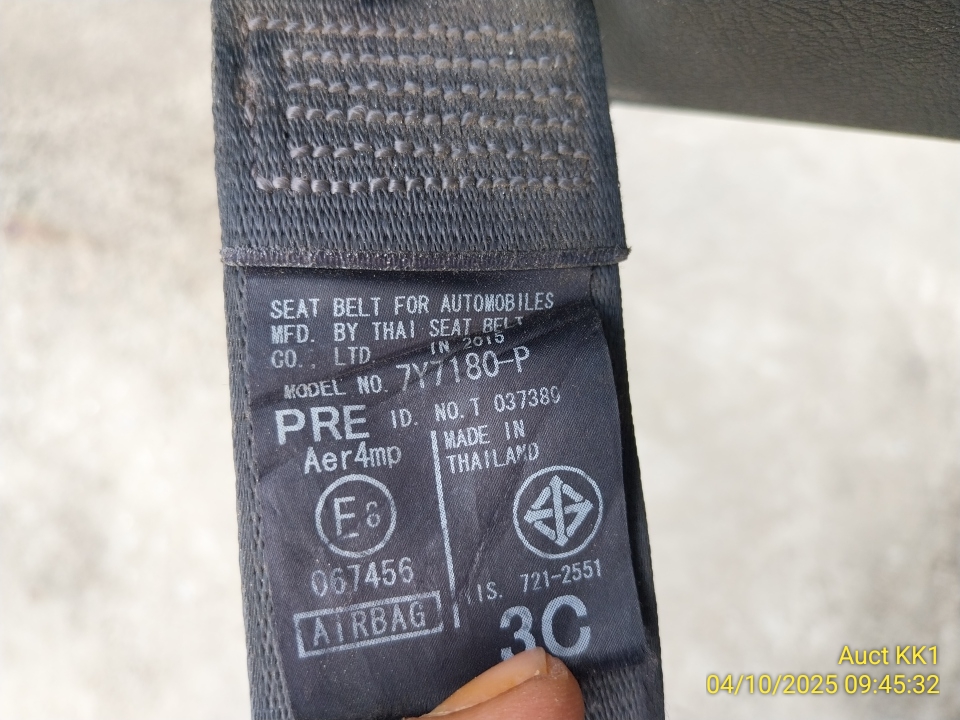 SEAT BELT FOR AUTOMOBILES
MFD. BY THAI SEAT BELT
CO., LTD. IN 2015
MODEL NO. 7Y7180-P
PRE ID. NO. T 037380
Aer4mp
MADE IN
THAILAND
E8
067456
IS. 721-2551
AIRBAG
3C
Auct KK1
04/10/2025 09:45:32